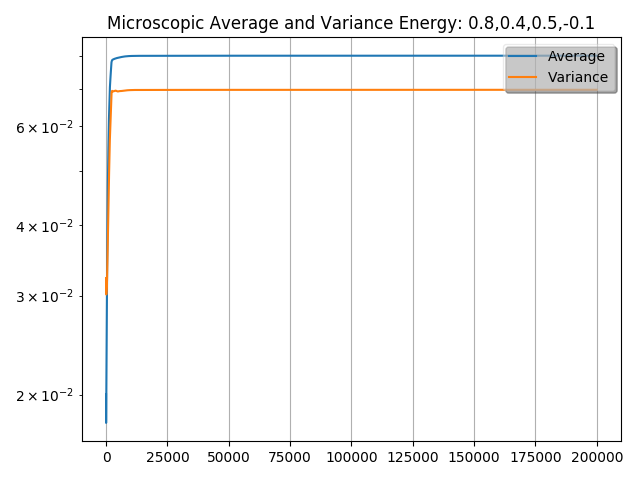 Microscopic Average and Variance Energy: 0.8,0.4,0.5,-0.1
Average
Variance
6 × 10⁻²
4 × 10⁻²
3 × 10⁻²
2 × 10⁻²
0 25000 50000 75000 100000 125000 150000 175000 200000